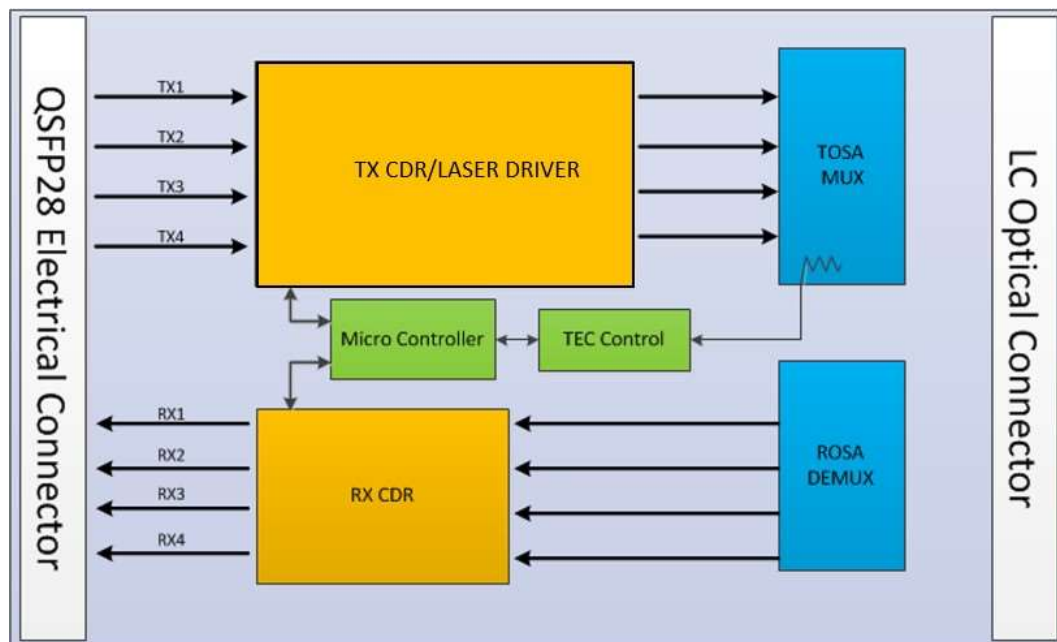 QSFP28 Electrical Connector
TX1
TX2
TX3
TX4
TX CDR/LASER DRIVER
TOSA
MUX
Micro Controller
TEC Control
RX1
RX2
RX3
RX4
RX CDR
ROSA
DEMUX
LC Optical Connector